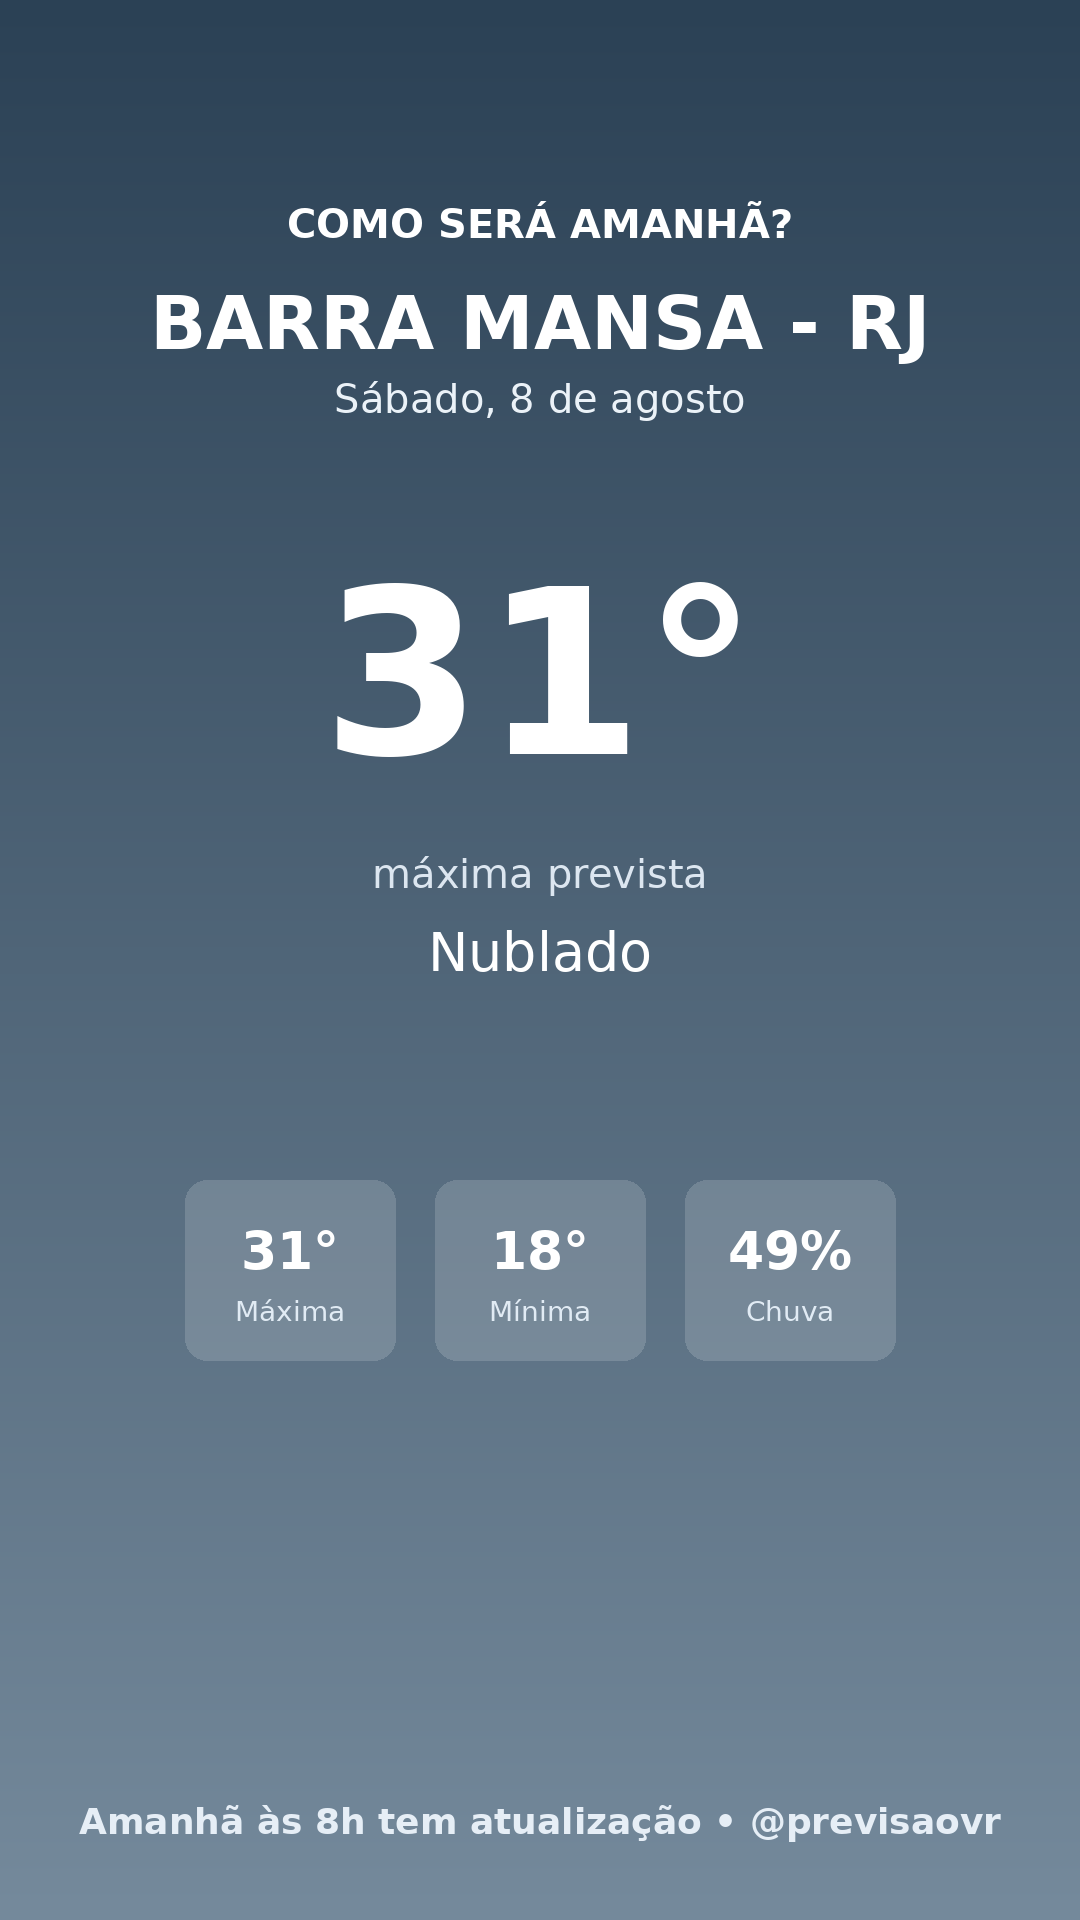 COMO SERÁ AMANHÃ?
BARRA MANSA - RJ
Sábado, 8 de agosto
31°
máxima prevista
Nublado
31°
Máxima
18°
Mínima
49%
Chuva
Amanhã às 8h tem atualização • @previsaovr